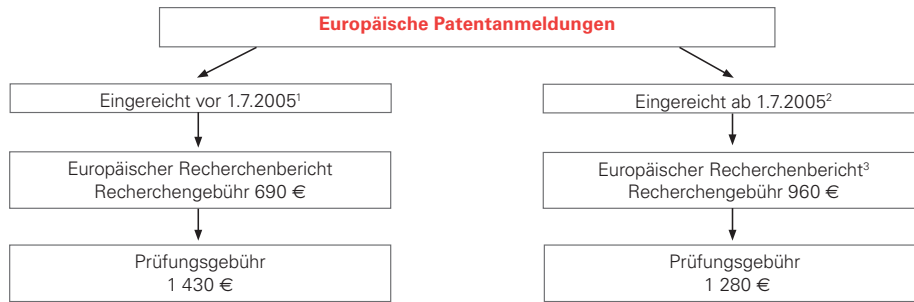 Europäische Patentanmeldungen
Eingereicht vor 1.7.2005¹
Europäischer Recherchenbericht
Recherchengebühr 690 €
Prüfungsgebühr
1 430 €
Eingereicht ab 1.7.2005²
Europäischer Recherchenbericht³
Recherchengebühr 960 €
Prüfungsgebühr
1 280 €